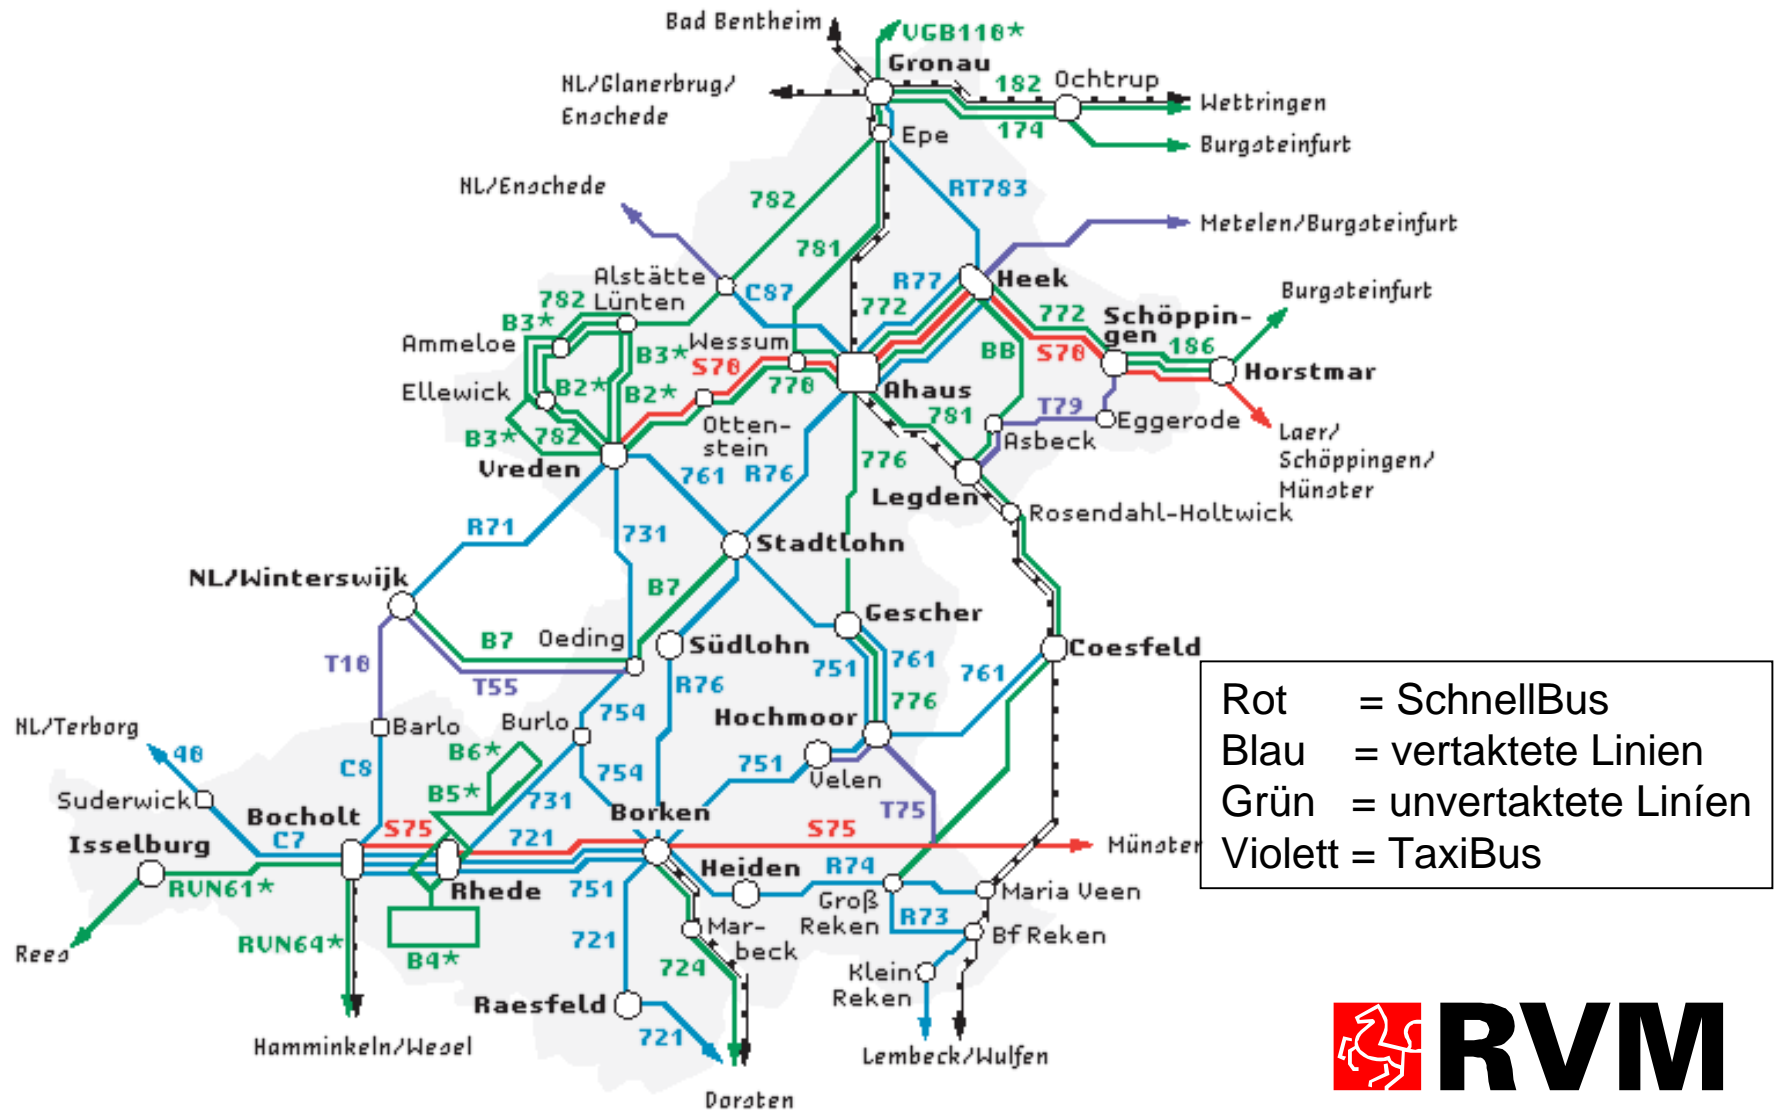 Bad Bentheim
VGB110*
Gronau
NL/Glanerbrug/
Enschede
182
Ochtrup
Wettringen
174
Epe
Burgsteinfurt
NL/Enschede
782
RT783
Metelen/Burgsteinfurt
781
Alstätte
C87
R77
Heek
Burgsteinfurt
782
Lünten
772
772
Schöppin-
gen
B3*
Ammeloe
Wessum
B3*
S70
BB
S70
186
Horstmar
Ellewick
B2*
B2*
770
Ahaus
781
T79
Eggerode
Otten-
stein
Asbeck
B3*
782
Laer/
Schöppingen/
Münster
Vreden
761
R76
776
Legden
Rosendahl-Holtwick
R71
731
Stadtlohn
NL/Winterswijk
B7
Gescher
B7
Oeding
Südlohn
Coesfeld
T10
T55
R76
751
761
761
776
754
Hochmoor
NL/Terborg
40
Barlo
Burlo
B6*
C8
754
751
Velen
Suderwick
B5*
731
T75
Bocholt
Borken
Isselburg
C7
S75
721
S75
Münster
Heiden
R74
RVN61*
Rhede
751
Maria Veen
Groß
Reken
R73
Rees
RVN64*
B4*
721
Mar-
beck
Bf Reken
724
Klein
Reken
Raesfeld
721
Hamminkeln/Wesel
Lembeck/Wulfen
Dorsten
Rot = SchnellBus
Blau = vertaktete Linien
Grün = unvertaktete Liníen
Violett = TaxiBus
RVM